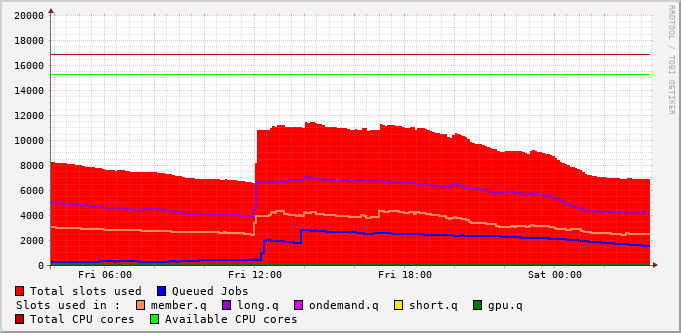 20000
18000
16000
14000
12000
10000
8000
6000
4000
2000
0
Fri 06:00 Fri 12:00 Fri 18:00 Sat 00:00
RRDTOOL / TOBI OETIKER
Total slots used Queued Jobs
Slots used in : member.q long.q ondemand.q short.q gpu.q
Total CPU cores Available CPU cores